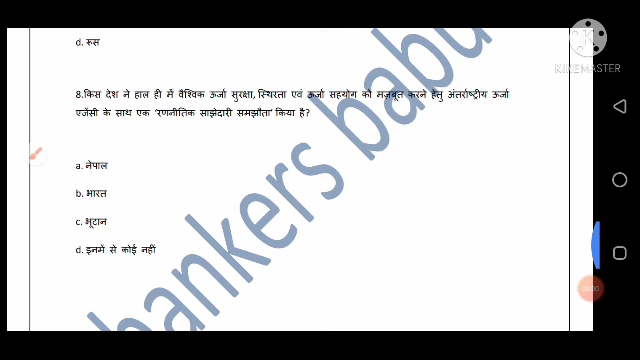 d. रूस
8.किस देश ने हाल ही में वैश्विक ऊर्जा सुरक्षा, स्थिरता एवं ऊर्जा सहयोग को मज़बूत करने हेतु अंतर्राष्ट्रीय ऊर्जा
एजेंसी के साथ एक ‘रणनीतिक साझेदारी समझौता’ किया है?
a. नेपाल
b. भारत
c. भूटान
d. इनमें से कोई नहीं
bankers babu
KINEMASTER